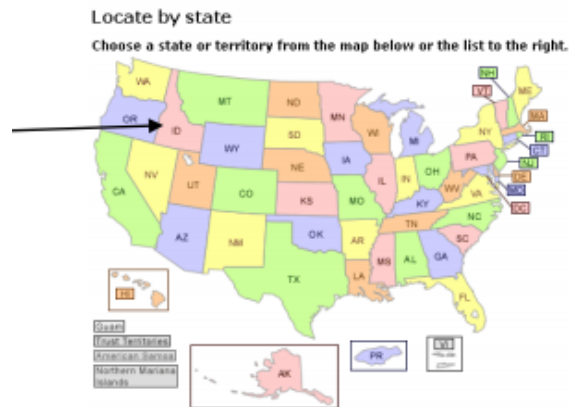 Locate by state
Choose a state or territory from the map below or the list to the right.
WA
MT
ND
MN
NH
VT
ME
OR
ID
SD
WI
MI
NY
MA
RI
CT
WY
IA
PA
NJ
NV
UT
NE
IL
IN
OH
WV
VA
DE
CA
CO
KS
MO
KY
DC
AZ
NM
OK
AR
TN
NC
SC
TX
LA
MS
AL
GA
FL
HI
Guam
Trust Territories
American Samoa
Northern Mariana
Islands
AK
PR
VI